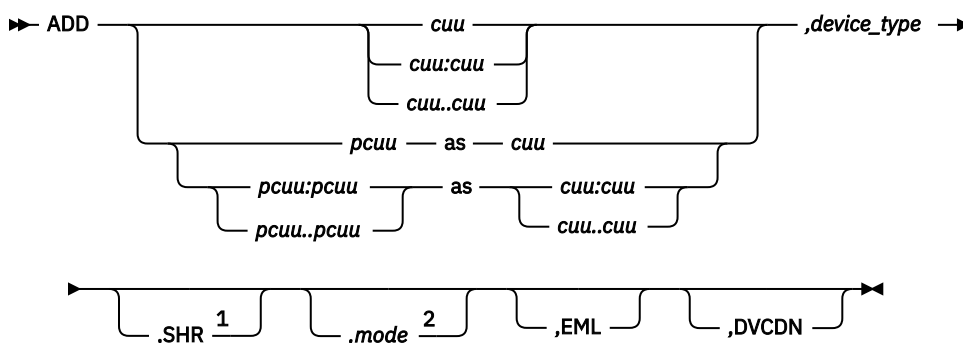 ADD cuu ,device_type
cuu:cuu
cuu..cuu
pcuu as cuu
pcuu:pcuu as cuu:cuu
pcuu..pcuu cuu..cuu
,SHR 1 ,mode 2 ,EML ,DVCDN